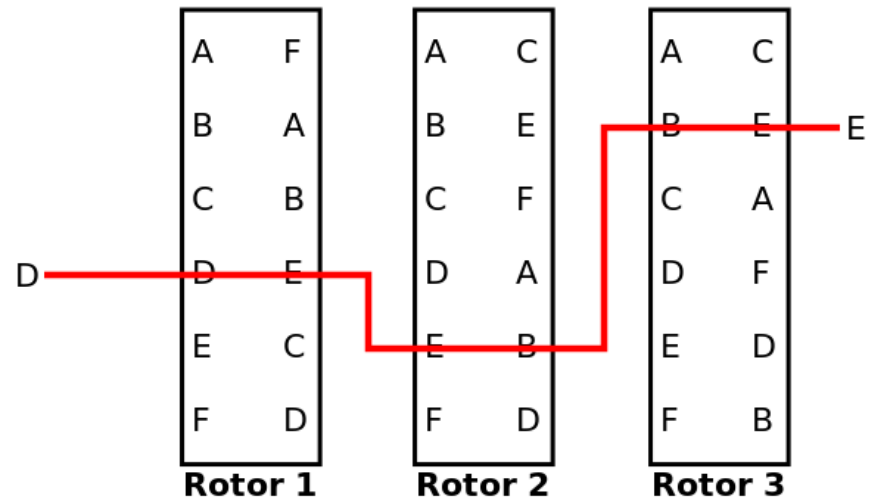 A F A C A C
B A B E B E E
C B C F C A
D D E D A D F
E C E B E D
F D F D F B
Rotor 1 Rotor 2 Rotor 3